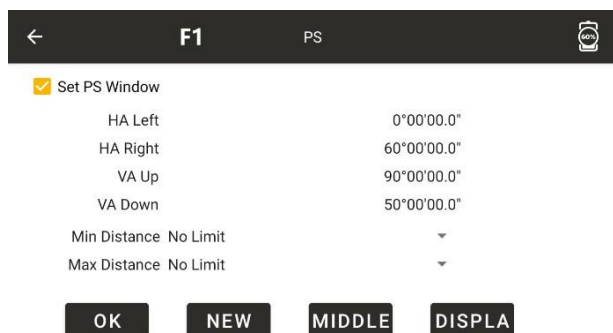 F1 PS 60%
Set PS Window
HA Left 0°00'00.0"
HA Right 60°00'00.0"
VA Up 90°00'00.0"
VA Down 50°00'00.0"
Min Distance No Limit
Max Distance No Limit
OK NEW MIDDLE DISPLA